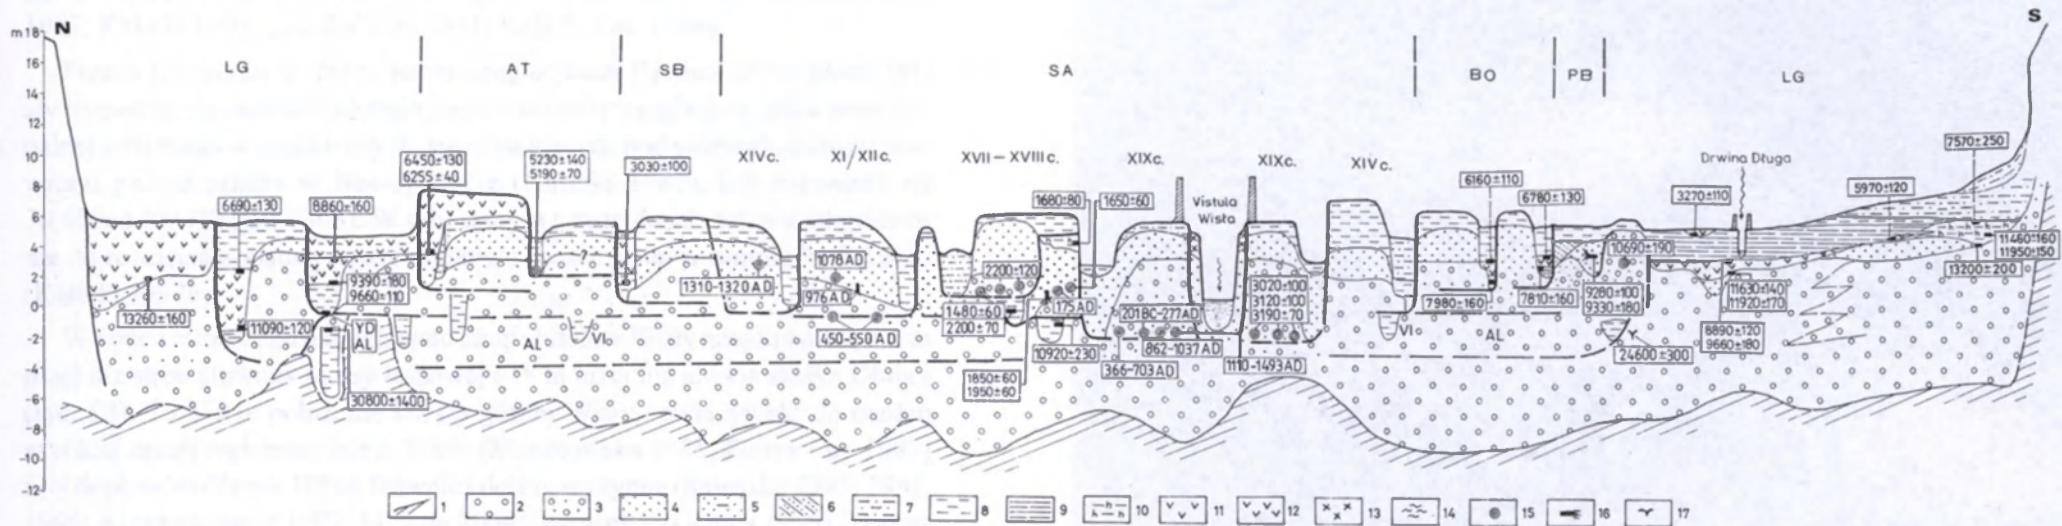 N S
m 18
16
14
12
10
8
6
4
2
0
-2
-4
-6
-8
-10
-12
LG AT SB SA BO PB LG
XIVc. XI/XIIc. XVII-XVIIIc. XIXc. XIXc. XIVc.
Vistula
Wisła
Drwina Długa
6690±130
8860±160
6450±130
6255±40
5230±140
5190±70
3030±100
1680±80
1650±60
6160±110
6780±130
3270±110
5970±120
7570±250
13260±160
11090±120
9390±180
9660±110
YD
AL
30800±1400
AL
VI
?
1310-1320 AD
1078 AD
976 AD
450-550 AD
2200±120
1480±60
2200±70
1850±60
1950±60
175 AD
10920±230
201BC-277AD
862-1037 AD
366-703 AD
3020±100
3120±100
3190±70
1110-1493 AD
VI
AL
7980±160
7810±160
10690±190
9280±100
9330±180
24600±300
11630±140
11920±170
8890±120
9660±180
11460±160
11950±150
13200±200
1 2 3 4 5 6 7 8 9 10 11 12 13 14 15 16 17